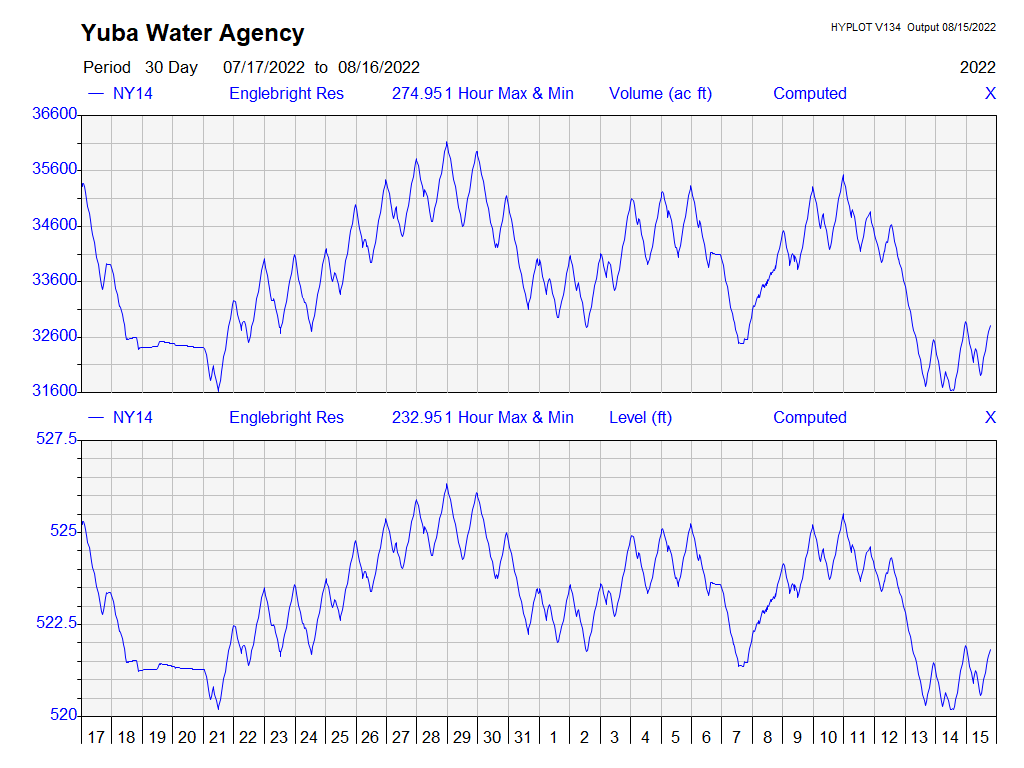 Yuba Water Agency
HYPLOT V134 Output 08/15/2022
Period 30 Day 07/17/2022 to 08/16/2022 2022
NY14 Englebright Res 274.951 Hour Max & Min Volume (ac ft) Computed X
36600
35600
34600
33600
32600
31600
NY14 Englebright Res 232.951 Hour Max & Min Level (ft) Computed X
527.5
525
522.5
520
17 18 19 20 21 22 23 24 25 26 27 28 29 30 31 1 2 3 4 5 6 7 8 9 10 11 12 13 14 15